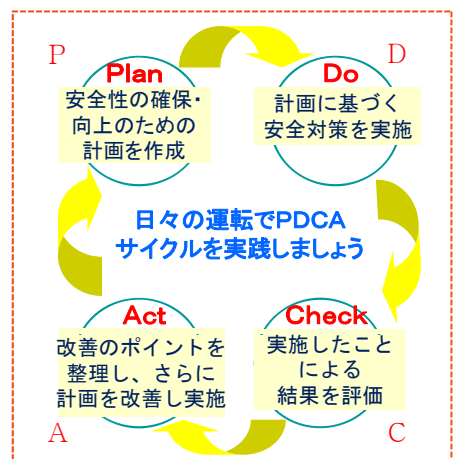 P
Plan
安全性の確保・
向上のための
計画を作成
D
Do
計画に基づく
安全対策を実施
日々の運転でPDCA
サイクルを実践しましょう
Act
改善のポイントを
整理し、さらに
計画を改善し実施
A
Check
実施したこと
による
結果を評価
C